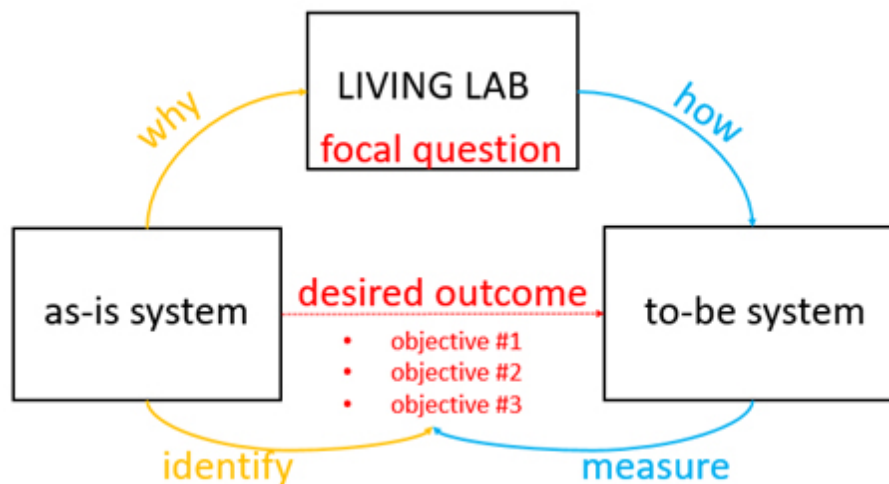 LIVING LAB
focal question
why
how
as-is system
desired outcome
• objective #1
• objective #2
• objective #3
to-be system
identify
measure